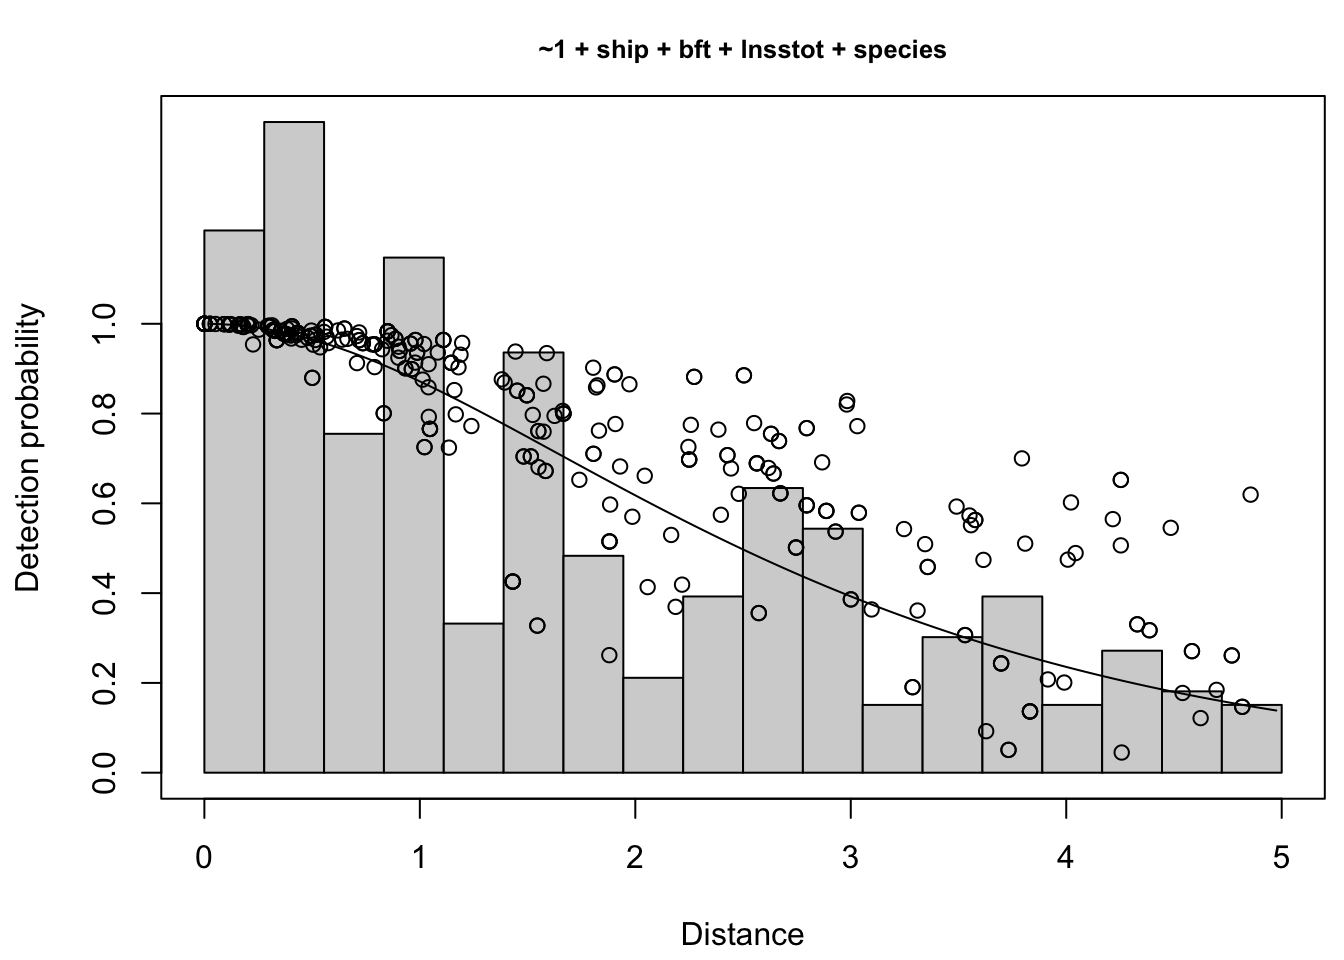 ~1 + ship + bft + lnsstot + species
Detection probability
1.0
0.8
0.6
0.4
0.2
0.0
0 1 2 3 4 5
Distance